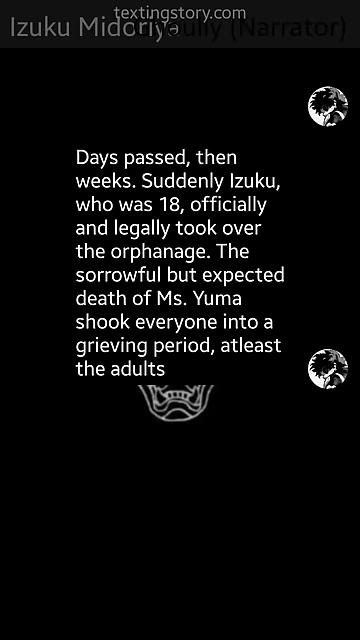 textingstory.com
Izuku Midoriya
(Narrator)
Days passed, then
weeks. Suddenly Izuku,
who was 18, officially
and legally took over
the orphanage. The
sorrowful but expected
death of Ms. Yuma
shook everyone into a
grieving period, atleast
the adults